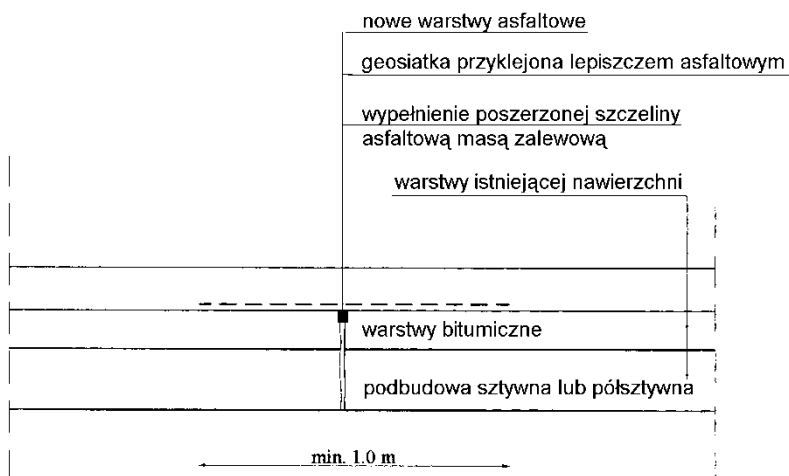 nowe warstwy asfaltowe
geosiatka przyklejona lepiszczem asfaltowym
wypełnienie poszerzonej szczeliny
asfaltową masą zalewową
warstwy istniejącej nawierzchni
warstwy bitumiczne
podbudowa sztywna lub półsztywna
min. 1.0 m